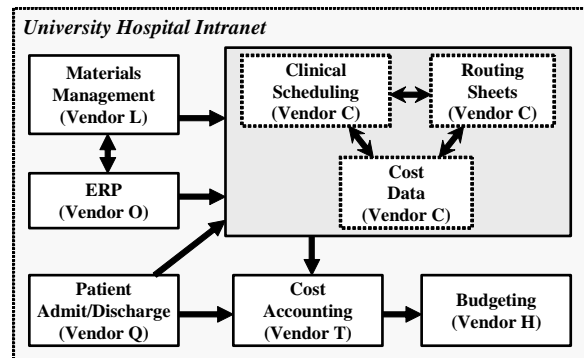 University Hospital Intranet
Materials
Management
(Vendor L)
Clinical
Scheduling
(Vendor C)
Routing
Sheets
(Vendor C)
Cost
Data
(Vendor C)
ERP
(Vendor O)
Patient
Admit/Discharge
(Vendor Q)
Cost
Accounting
(Vendor T)
Budgeting
(Vendor H)